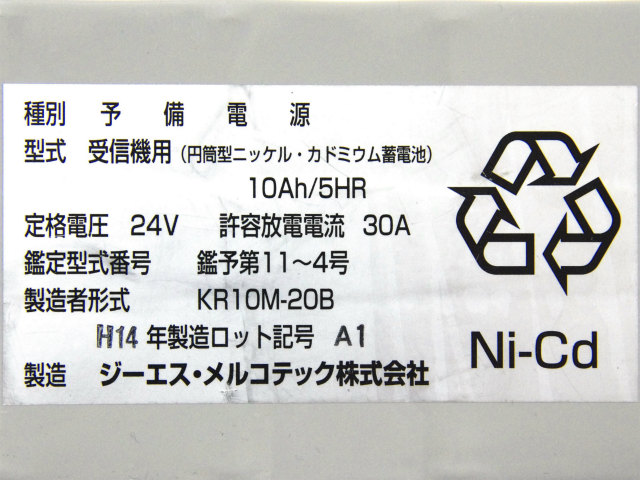 種別 予備電源
型式 受信機用（円筒型ニッケル・カドミウム蓄電池）
10Ah/5HR
定格電圧 24V 許容放電電流 30A
鑑定型式番号 鑑予第11〜4号
製造者形式 KR10M-20B
H14年製造ロット記号 A1
製造 ジーエス・メルコテック株式会社
Ni-Cd